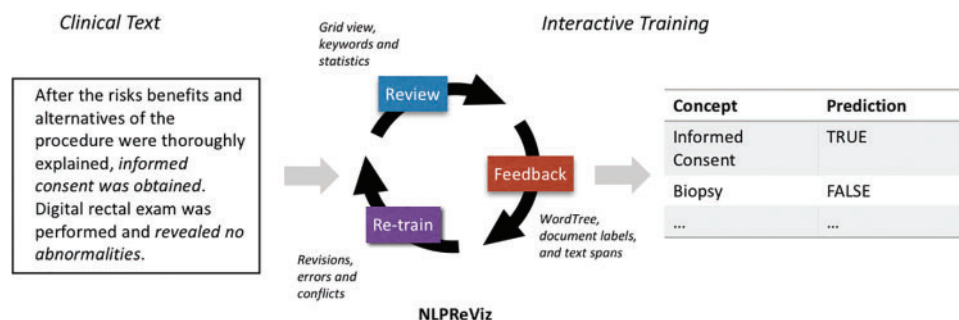 Clinical Text
Interactive Training
After the risks benefits and
alternatives of the
procedure were thoroughly
explained, informed
consent was obtained.
Digital rectal exam was
performed and revealed no
abnormalities.
Grid view,
keywords and
statistics
Review
Feedback
WordTree,
document labels,
and text spans
Re-train
Revisions,
errors and
conflicts
NLPReViz
Concept Prediction
Informed TRUE
Consent
Biopsy FALSE
... ...